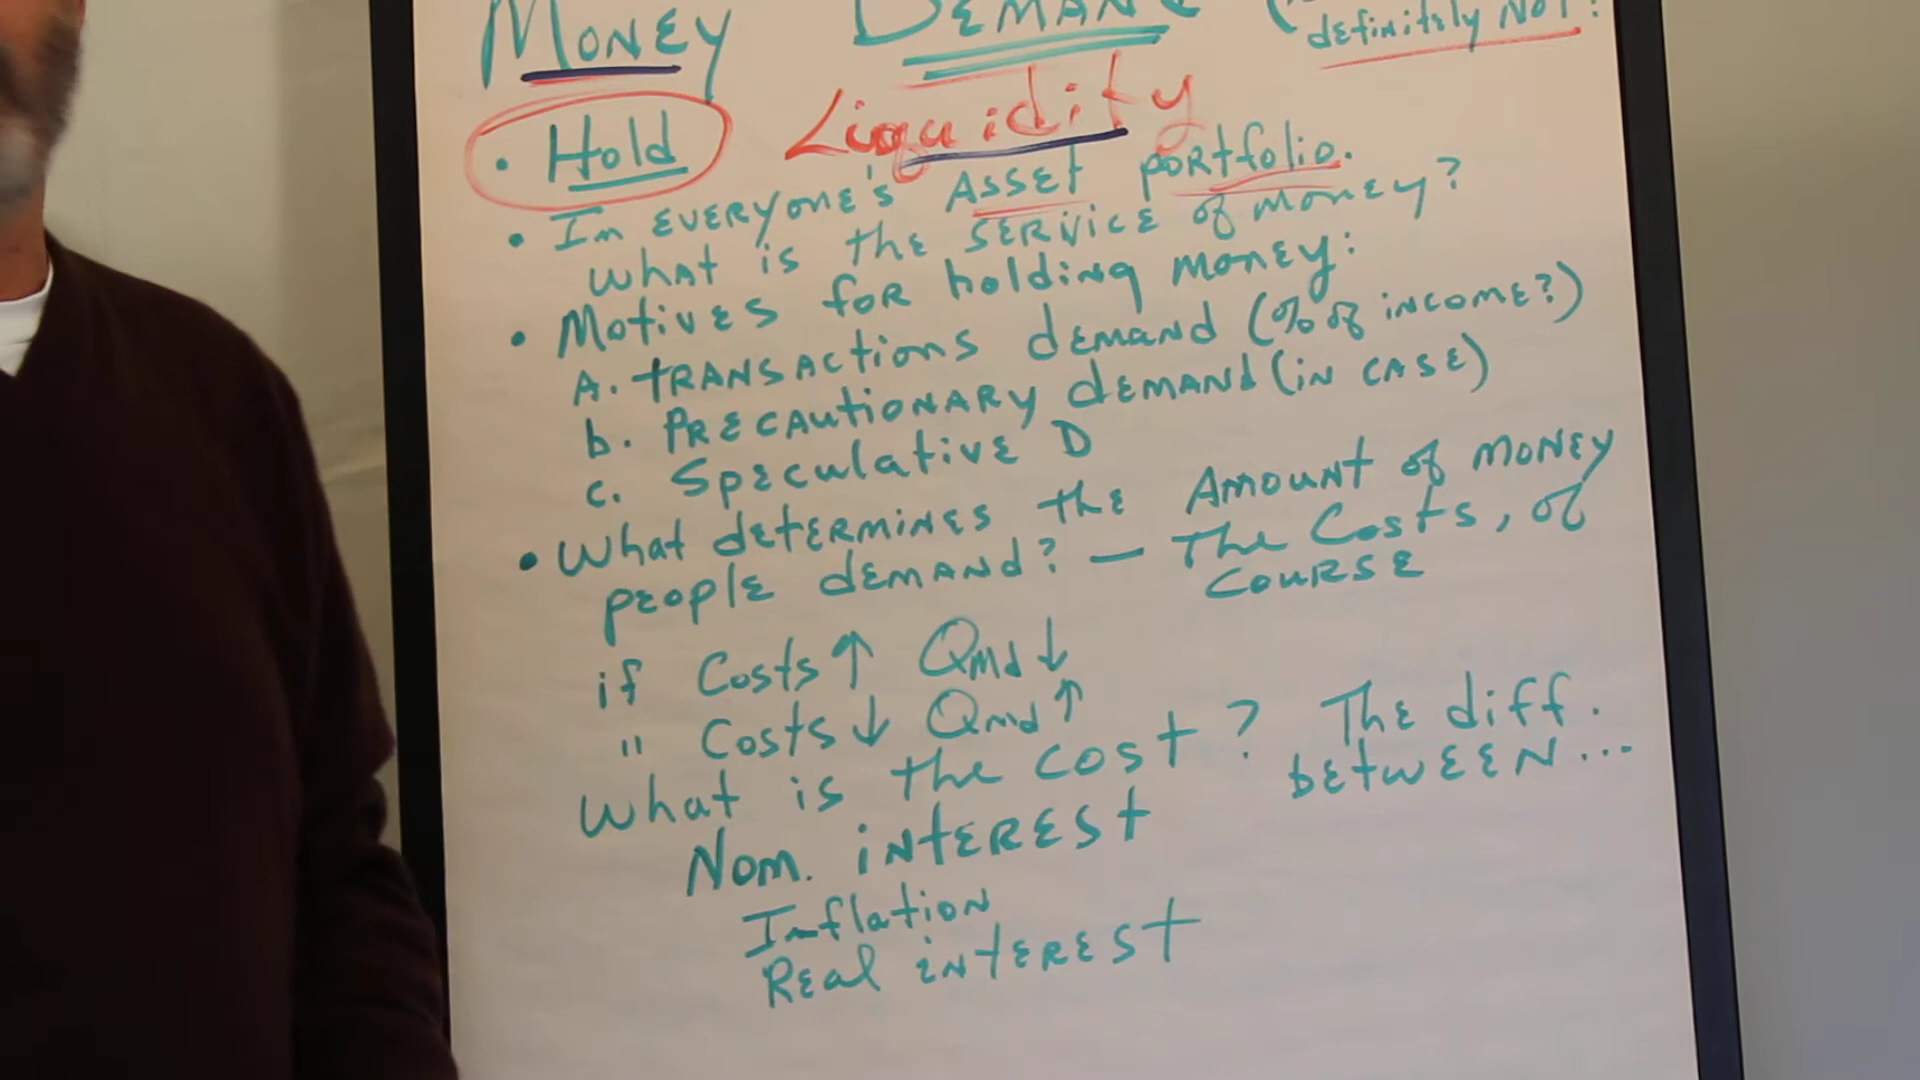 Money Demand
definitely Not!
• Hold Liquidity
• In everyone's Asset portfolio.
What is the service of money?
• Motives for holding money:
A. transactions demand (% of income?)
b. Precautionary demand (in case)
c. Speculative D
• What determines the Amount of money
people demand? — The Costs, of
course
if Costs ↑ Qmd ↓
" Costs ↓ Qmd ↑
What is the cost? The diff.
between...
Nom. interest
Inflation
Real interest